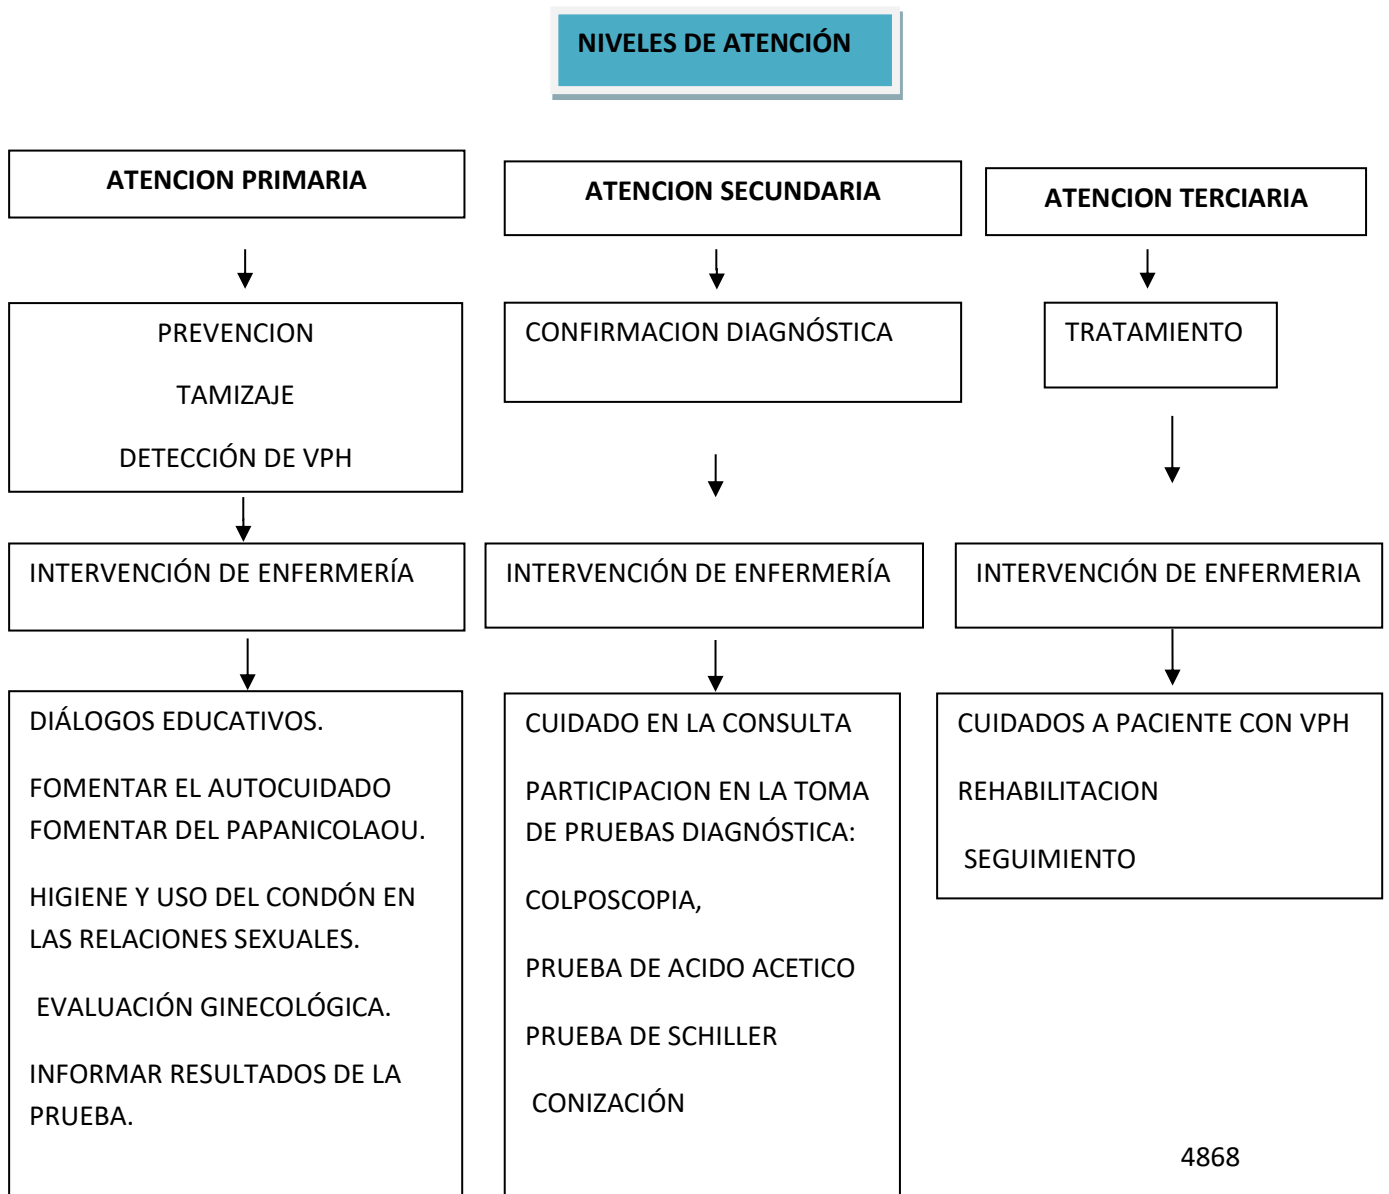 NIVELES DE ATENCIÓN
ATENCION PRIMARIA
ATENCION SECUNDARIA
ATENCION TERCIARIA
PREVENCION
TAMIZAJE
DETECCIÓN DE VPH
CONFIRMACION DIAGNÓSTICA
TRATAMIENTO
INTERVENCIÓN DE ENFERMERÍA
INTERVENCIÓN DE ENFERMERÍA
INTERVENCIÓN DE ENFERMERIA
DIÁLOGOS EDUCATIVOS.
FOMENTAR EL AUTOCUIDADO
FOMENTAR DEL PAPANICOLAOU.
HIGIENE Y USO DEL CONDÓN EN
LAS RELACIONES SEXUALES.
EVALUACIÓN GINECOLÓGICA.
INFORMAR RESULTADOS DE LA
PRUEBA.
CUIDADO EN LA CONSULTA
PARTICIPACION EN LA TOMA
DE PRUEBAS DIAGNÓSTICA:
COLPOSCOPIA,
PRUEBA DE ACIDO ACETICO
PRUEBA DE SCHILLER
CONIZACIÓN
CUIDADOS A PACIENTE CON VPH
REHABILITACION
SEGUIMIENTO
4868